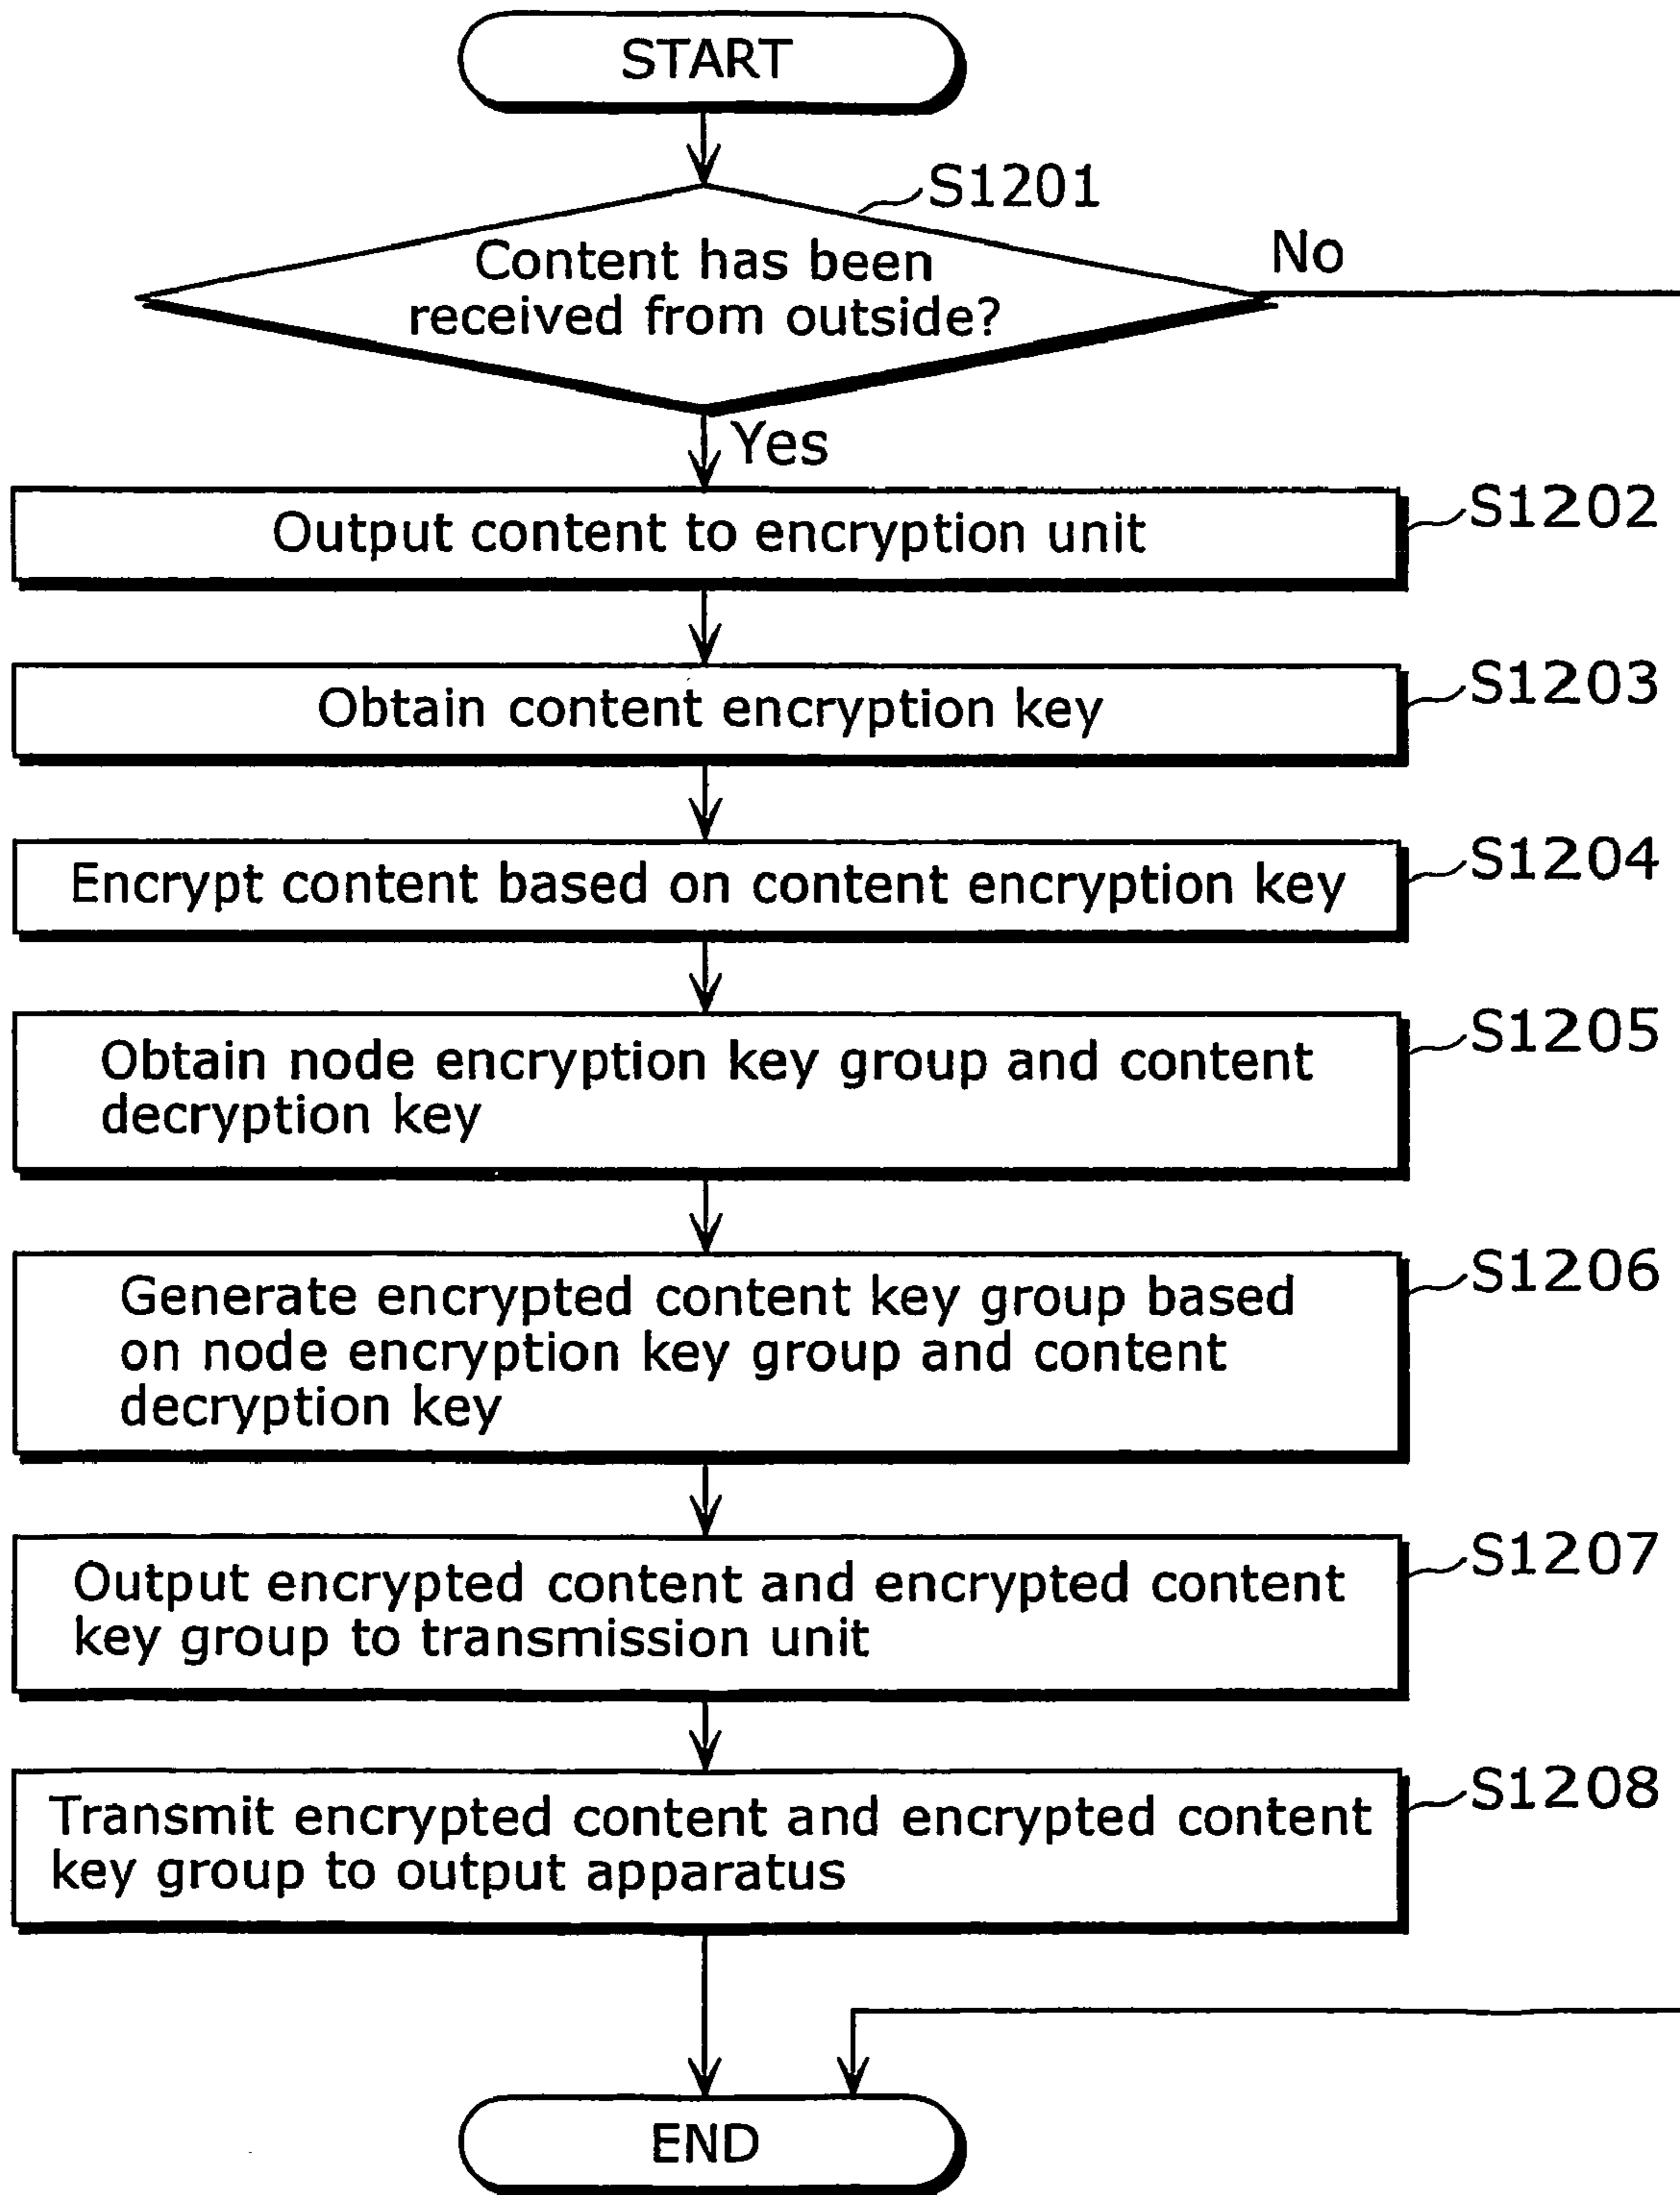 START
S1201
Content has been
received from outside?
No
Yes
Output content to encryption unit
S1202
Obtain content encryption key
S1203
Encrypt content based on content encryption key
S1204
Obtain node encryption key group and content
decryption key
S1205
Generate encrypted content key group based
on node encryption key group and content
decryption key
S1206
Output encrypted content and encrypted content
key group to transmission unit
S1207
Transmit encrypted content and encrypted content
key group to output apparatus
S1208
END